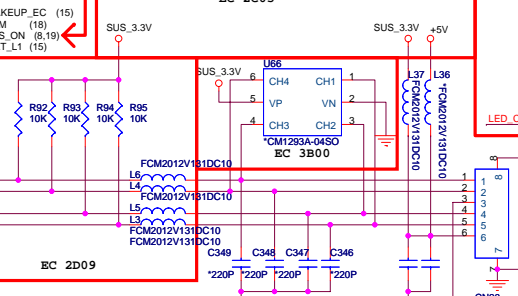 EC EC05
AKEUP_EC (15)
M (18)
S_ON (8,19)
T_L1 (15)
SUS_3.3V
SUS_3.3V
+5V
SUS_3.3V
U66
L37
L36
6 CH4 CH1 1
5 VP VN 2
4 CH3 CH2 3
*CM1293A-04SO
EC 3B00
*FCM2012V131DC10
*FCM2012V131DC10
LED_C
R92 R93 R94 R95
10K 10K 10K 10K
FCM2012V131DC10
L6
L4
FCM2012V131DC10
L5
FCM2012V131DC10
L3
FCM2012V131DC10
8
8
1 1
2 2
3 3
4 4
5 5
6 6
7
7
C349 C348 C347 C346
*220P *220P *220P *220P
EC 2D09